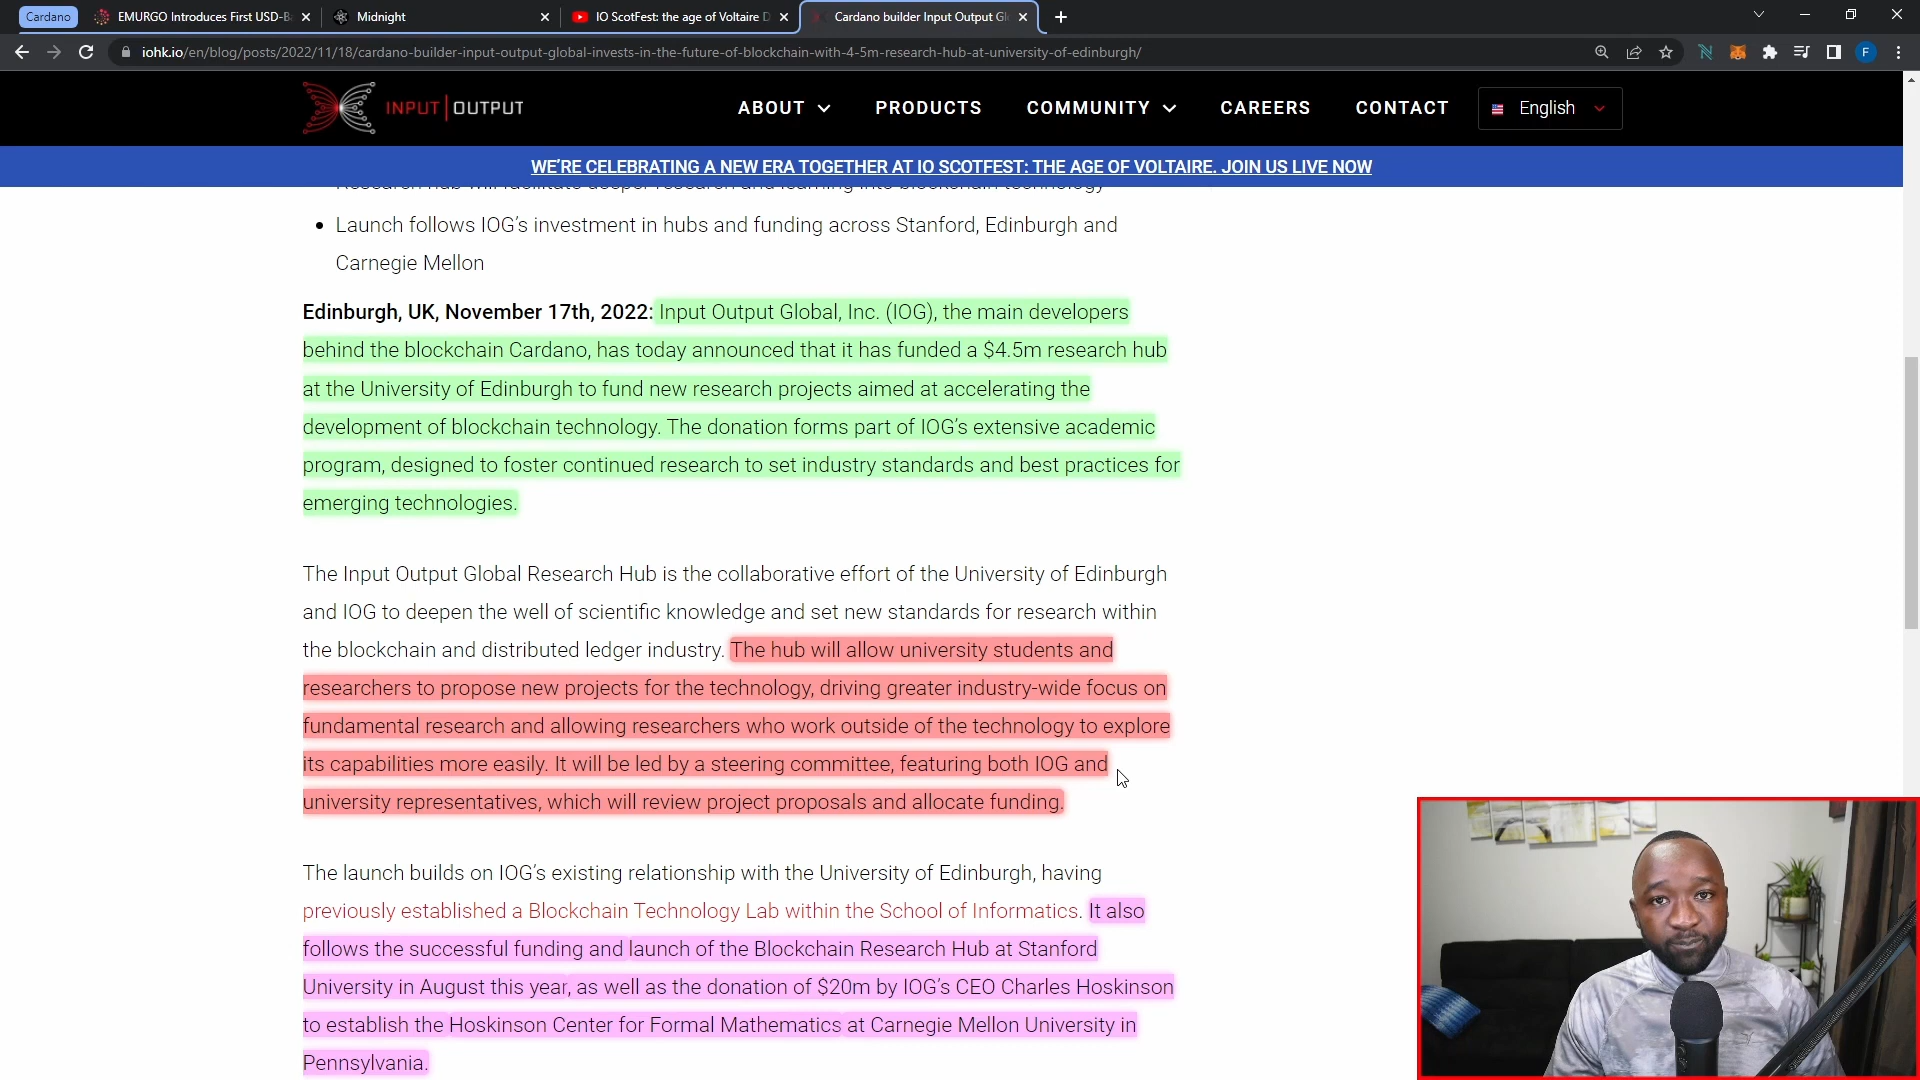 Cardano
EMURGO Introduces First USD-B
Midnight
IO ScotFest: the age of Voltaire D
Cardano builder Input Output Gl
iohk.io/en/blog/posts/2022/11/18/cardano-builder-input-output-global-invests-in-the-future-of-blockchain-with-4-5m-research-hub-at-university-of-edinburgh/
F
INPUT | OUTPUT
ABOUT
PRODUCTS
COMMUNITY
CAREERS
CONTACT
English
WE'RE CELEBRATING A NEW ERA TOGETHER AT IO SCOTFEST: THE AGE OF VOLTAIRE. JOIN US LIVE NOW
Research hub will facilitate deeper research and learning into blockchain technology
• Launch follows IOG's investment in hubs and funding across Stanford, Edinburgh and
Carnegie Mellon
Edinburgh, UK, November 17th, 2022: Input Output Global, Inc. (IOG), the main developers
behind the blockchain Cardano, has today announced that it has funded a $4.5m research hub
at the University of Edinburgh to fund new research projects aimed at accelerating the
development of blockchain technology. The donation forms part of IOG's extensive academic
program, designed to foster continued research to set industry standards and best practices for
emerging technologies.
The Input Output Global Research Hub is the collaborative effort of the University of Edinburgh
and IOG to deepen the well of scientific knowledge and set new standards for research within
the blockchain and distributed ledger industry. The hub will allow university students and
researchers to propose new projects for the technology, driving greater industry-wide focus on
fundamental research and allowing researchers who work outside of the technology to explore
its capabilities more easily. It will be led by a steering committee, featuring both IOG and
university representatives, which will review project proposals and allocate funding.
The launch builds on IOG's existing relationship with the University of Edinburgh, having
previously established a Blockchain Technology Lab within the School of Informatics. It also
follows the successful funding and launch of the Blockchain Research Hub at Stanford
University in August this year, as well as the donation of $20m by IOG's CEO Charles Hoskinson
to establish the Hoskinson Center for Formal Mathematics at Carnegie Mellon University in
Pennsylvania.